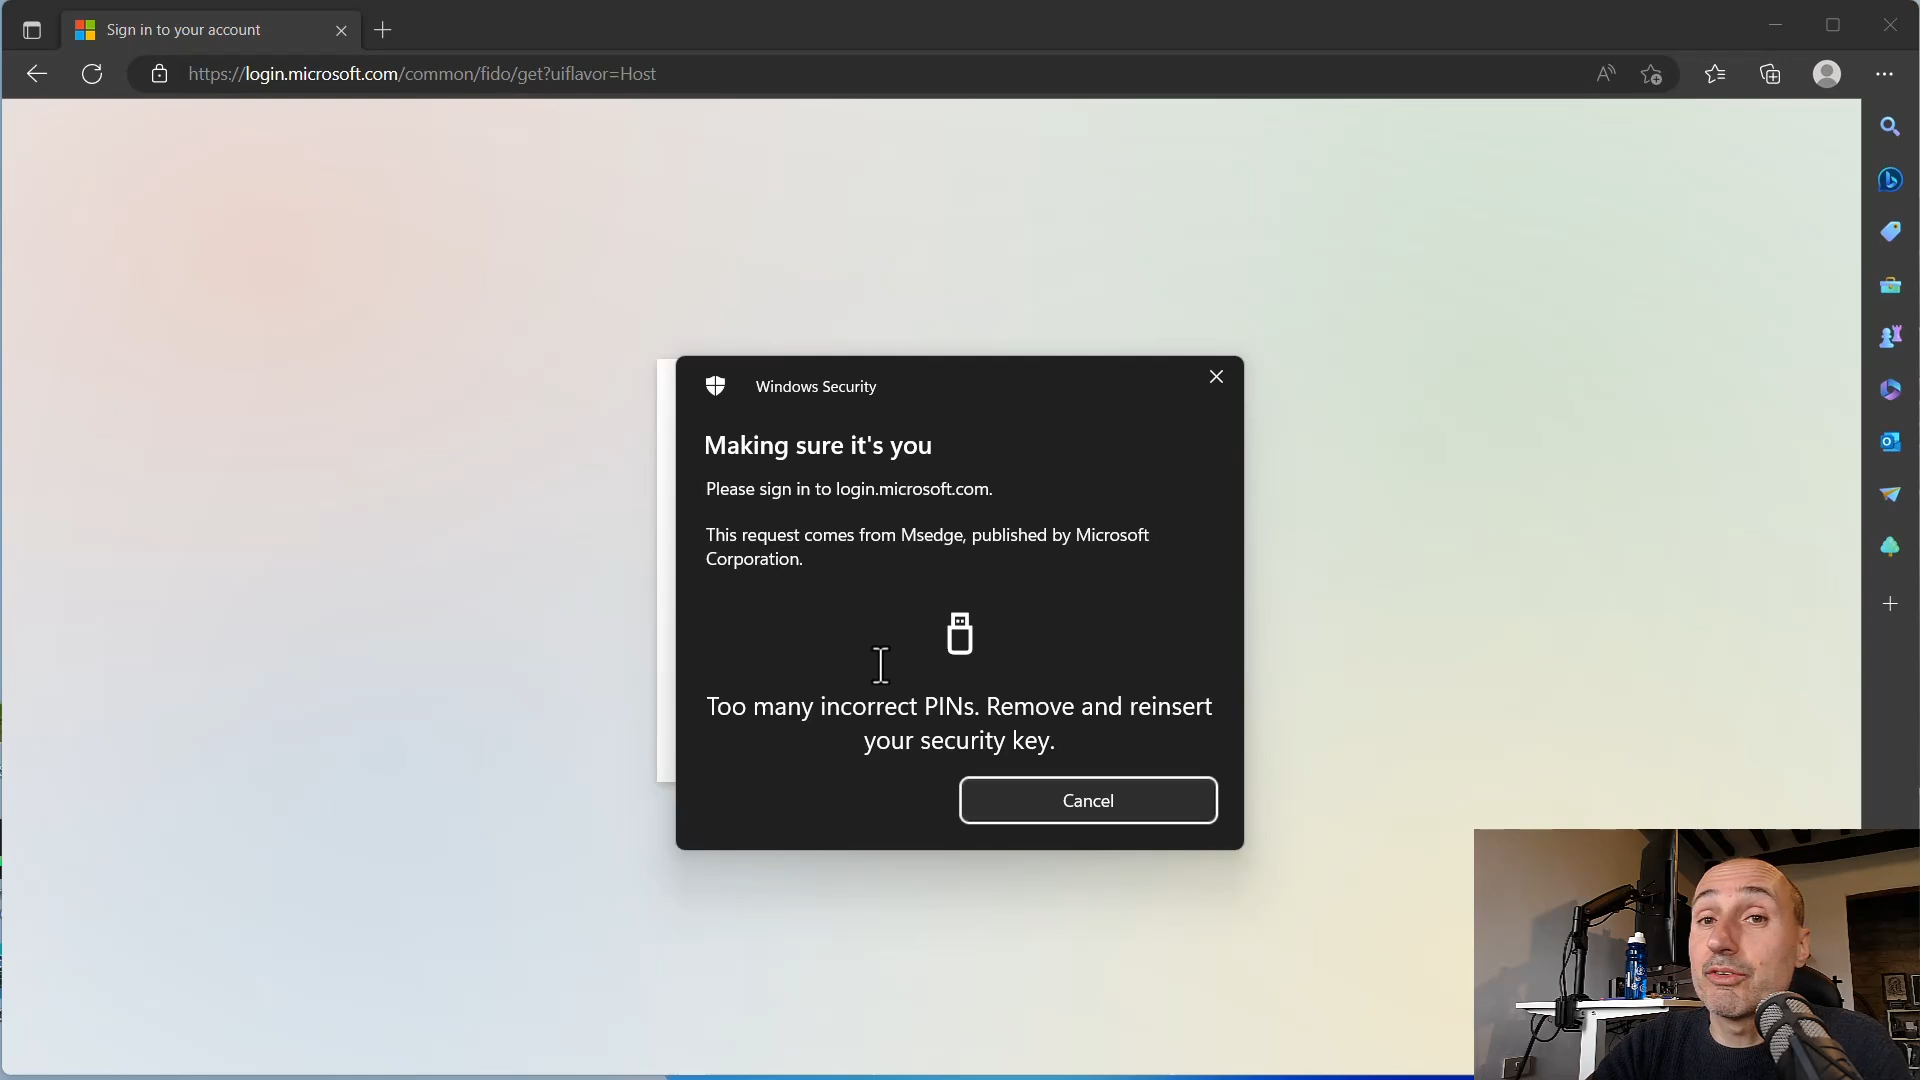 Sign in to your account
https://login.microsoft.com/common/fido/get?uiflavor=Host
Windows Security
Making sure it's you
Please sign in to login.microsoft.com.
This request comes from Msedge, published by Microsoft
Corporation.
Too many incorrect PINs. Remove and reinsert
your security key.
Cancel